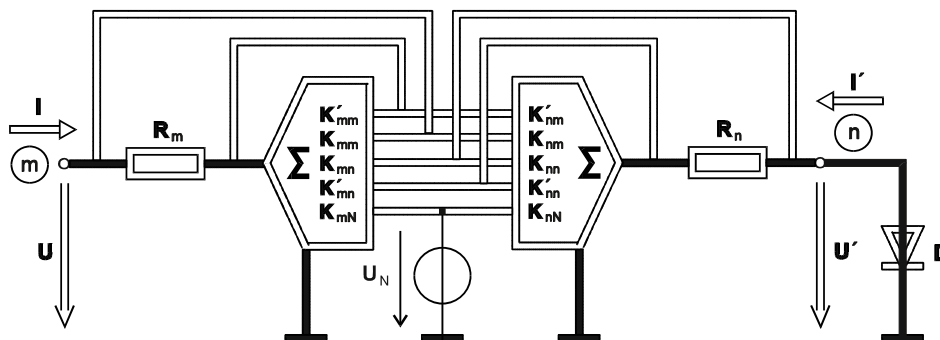 I
m
R_m
U
Σ
K´_mm
K_mm
K_mn
K´_mn
K_mN
U_N
K´_nm
K_nm
K_nn
K´_nn
K_nN
Σ
R_n
I´
n
U´